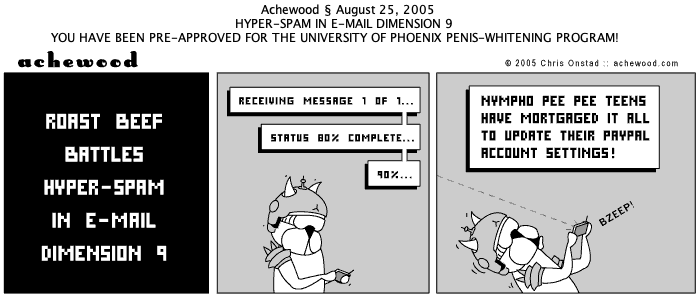 Achewood § August 25, 2005
HYPER-SPAM IN E-MAIL DIMENSION 9
YOU HAVE BEEN PRE-APPROVED FOR THE UNIVERSITY OF PHOENIX PENIS-WHITENING PROGRAM!
achewood
© 2005 Chris Onstad :: achewood.com
ROAST BEEF
BATTLES
HYPER-SPAM
IN E-MAIL
DIMENSION 9
RECEIVING MESSAGE 1 OF 1...
STATUS 80% COMPLETE...
90%...
NYMPHO PEE PEE TEENS
HAVE MORTGAGED IT ALL
TO UPDATE THEIR PAYPAL
ACCOUNT SETTINGS!
BZEEP!